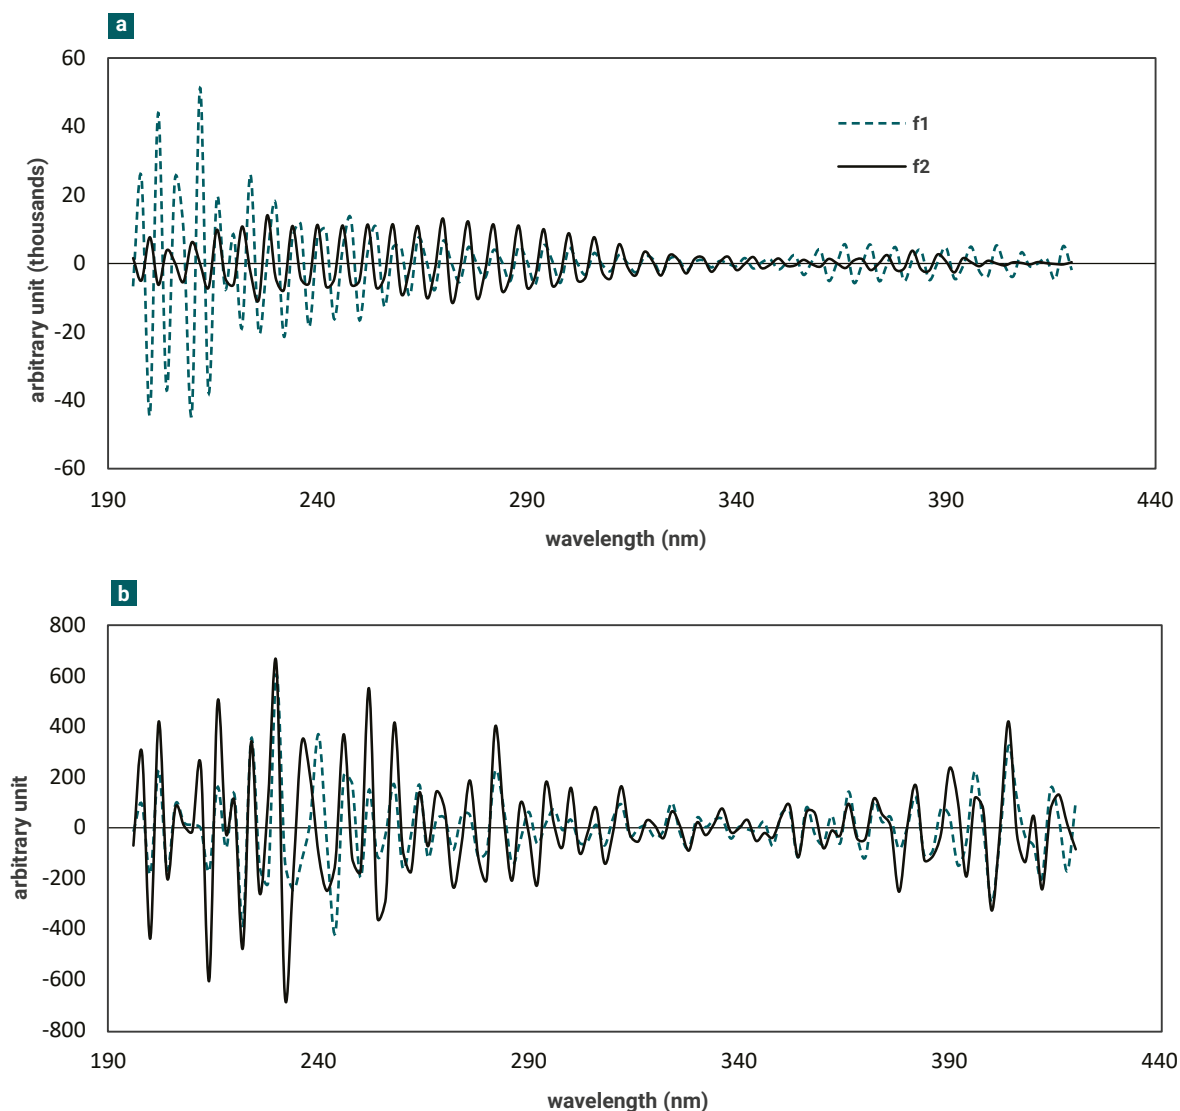 a
60
40
20
0
-20
-40
-60
arbitrary unit (thousands)
f1
f2
190 240 290 340 390 440
wavelength (nm)
b
800
600
400
200
0
-200
-400
-600
-800
arbitrary unit
190 240 290 340 390 440
wavelength (nm)